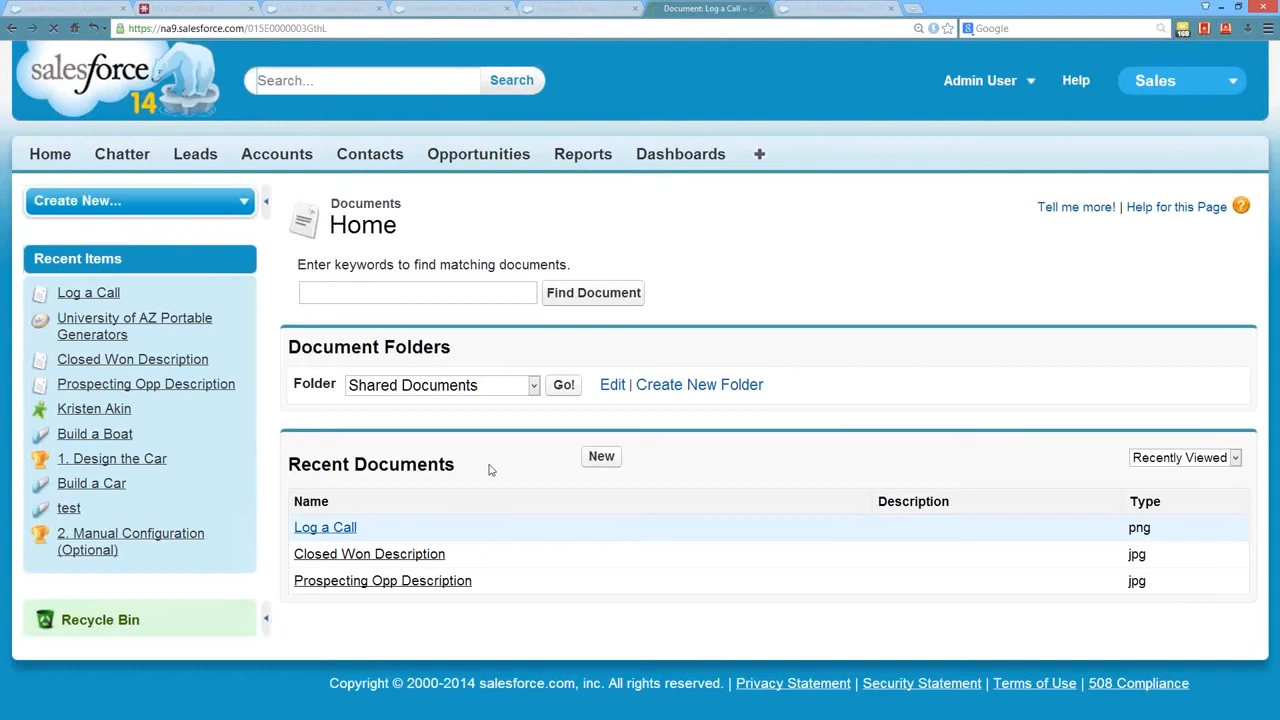 Document: Log a Call – s
https://na9.salesforce.com/015E0000003GthL
Google
168
salesforce
14
Search...
Search
Admin User
Help
Sales
Home
Chatter
Leads
Accounts
Contacts
Opportunities
Reports
Dashboards
Create New...
Documents
Home
Tell me more! | Help for this Page
Recent Items
Log a Call
University of AZ Portable
Generators
Closed Won Description
Prospecting Opp Description
Kristen Akin
Build a Boat
1. Design the Car
Build a Car
test
2. Manual Configuration
(Optional)
Recycle Bin
Enter keywords to find matching documents.
Find Document
Document Folders
Folder
Shared Documents
Go!
Edit | Create New Folder
Recent Documents
New
Recently Viewed
Name
Description
Type
Log a Call
png
Closed Won Description
jpg
Prospecting Opp Description
jpg
Copyright © 2000-2014 salesforce.com, inc. All rights reserved. | Privacy Statement | Security Statement | Terms of Use | 508 Compliance